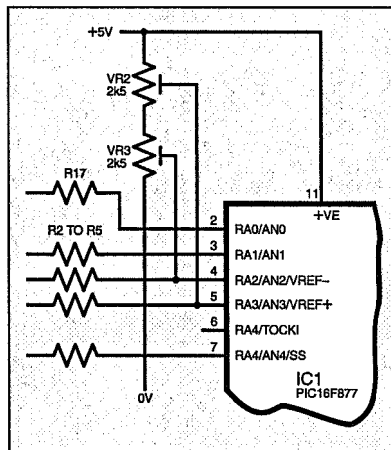 +5V
VR2
2k5
VR3
2k5
R17
11
+VE
2 RA0/AN0
R2 TO R5
3 RA1/AN1
4 RA2/AN2/VREF–
5 RA3/AN3/VREF+
6 RA4/TOCKI
7 RA4/AN4/SS
IC1
PIC16F877
0V